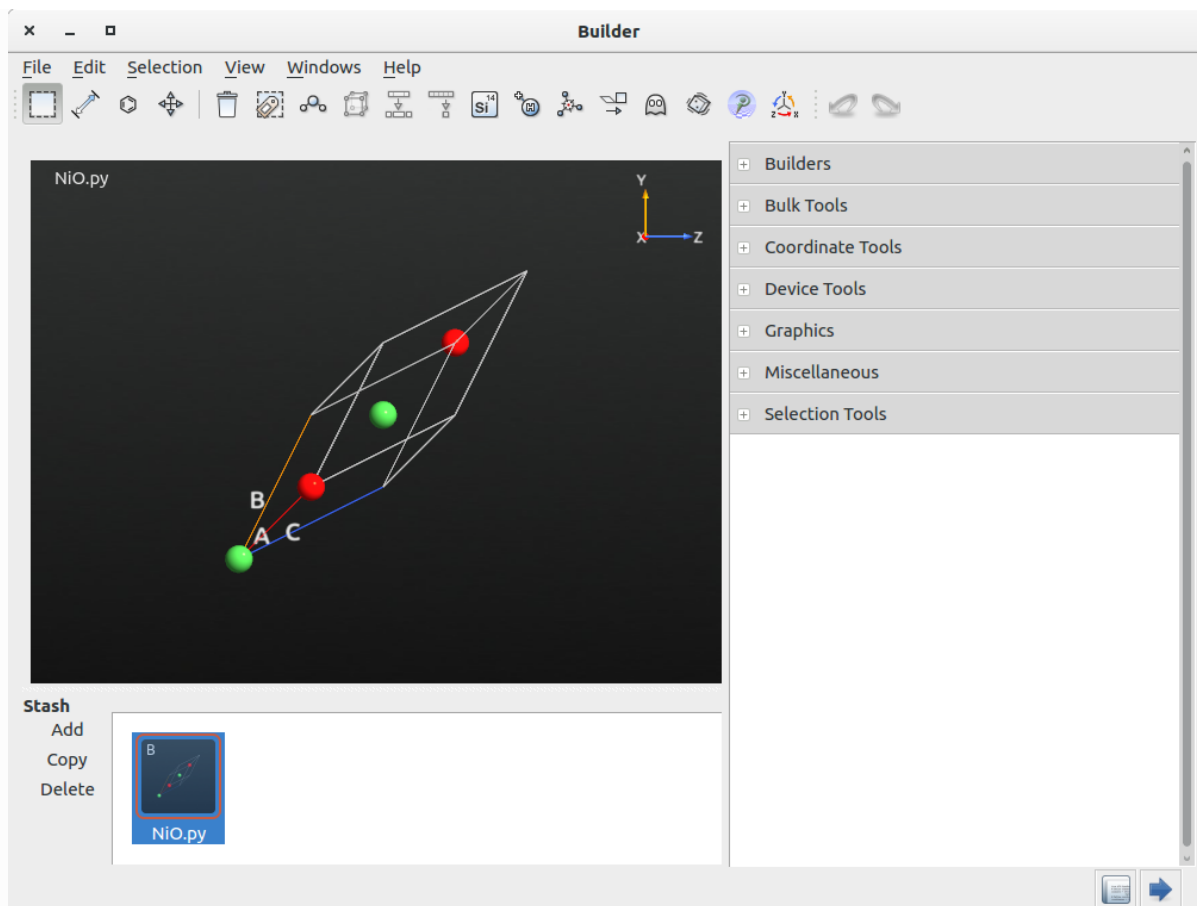 Builder
File Edit Selection View Windows Help
Si 14
H
Y
Z X
NiO.py
Y
X Z
B
A C
Builders
Bulk Tools
Coordinate Tools
Device Tools
Graphics
Miscellaneous
Selection Tools
Stash
Add
Copy
Delete
B
NiO.py